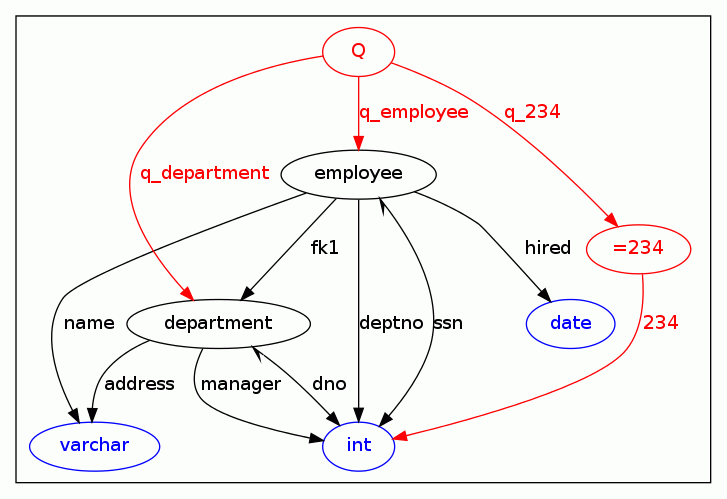 Q
q_employee
q_234
q_department
employee
fk1
hired
=234
name
department
deptno
ssn
date
234
address
manager
dno
varchar
int